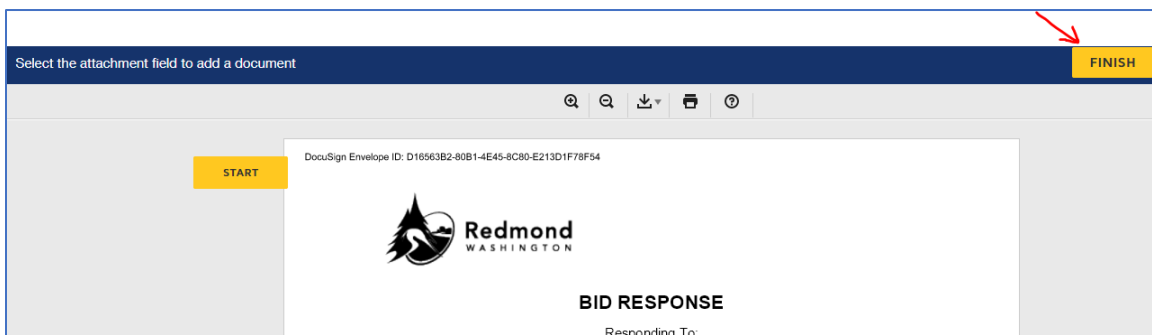 Select the attachment field to add a document
FINISH
START
DocuSign Envelope ID: D16563B2-80B1-4E45-8C80-E213D1F78F54
Redmond
WASHINGTON
BID RESPONSE
Responding To: